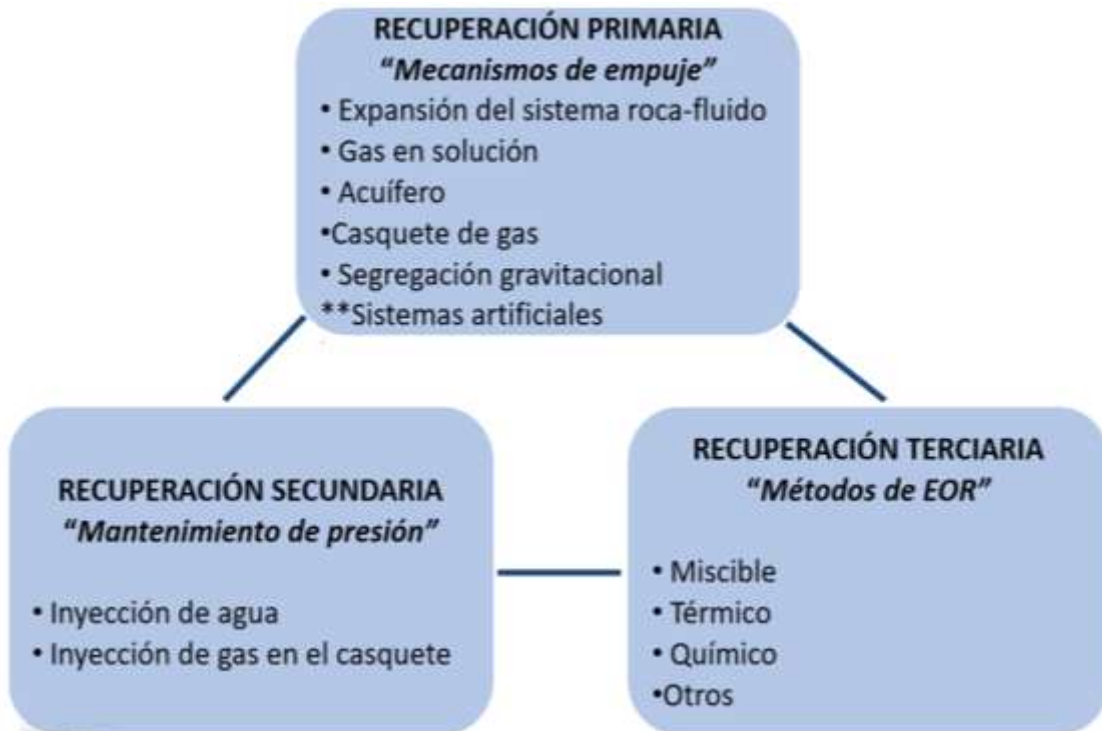 RECUPERACIÓN PRIMARIA
“Mecanismos de empuje”
• Expansión del sistema roca-fluido
• Gas en solución
• Acuífero
•Casquete de gas
• Segregación gravitacional
**Sistemas artificiales
RECUPERACIÓN SECUNDARIA
“Mantenimiento de presión”
• Inyección de agua
• Inyección de gas en el casquete
RECUPERACIÓN TERCIARIA
“Métodos de EOR”
• Miscible
• Térmico
• Químico
•Otros